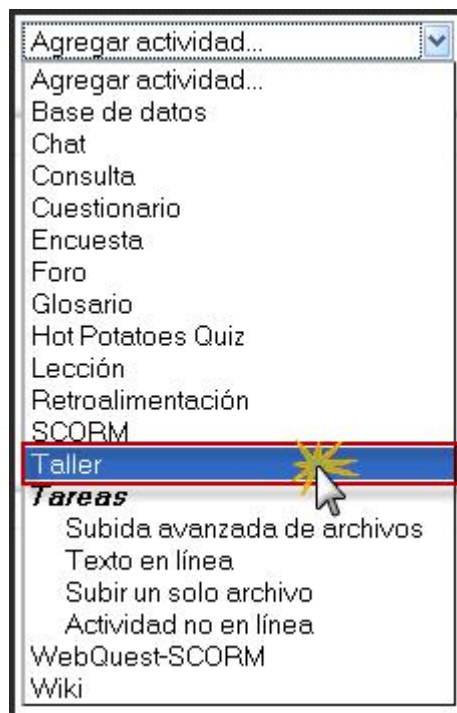 Agregar actividad...
Agregar actividad...
Base de datos
Chat
Consulta
Cuestionario
Encuesta
Foro
Glosario
Hot Potatoes Quiz
Lección
Retroalimentación
SCORM
Taller
Tareas
Subida avanzada de archivos
Texto en línea
Subir un solo archivo
Actividad no en línea
WebQuest-SCORM
Wiki